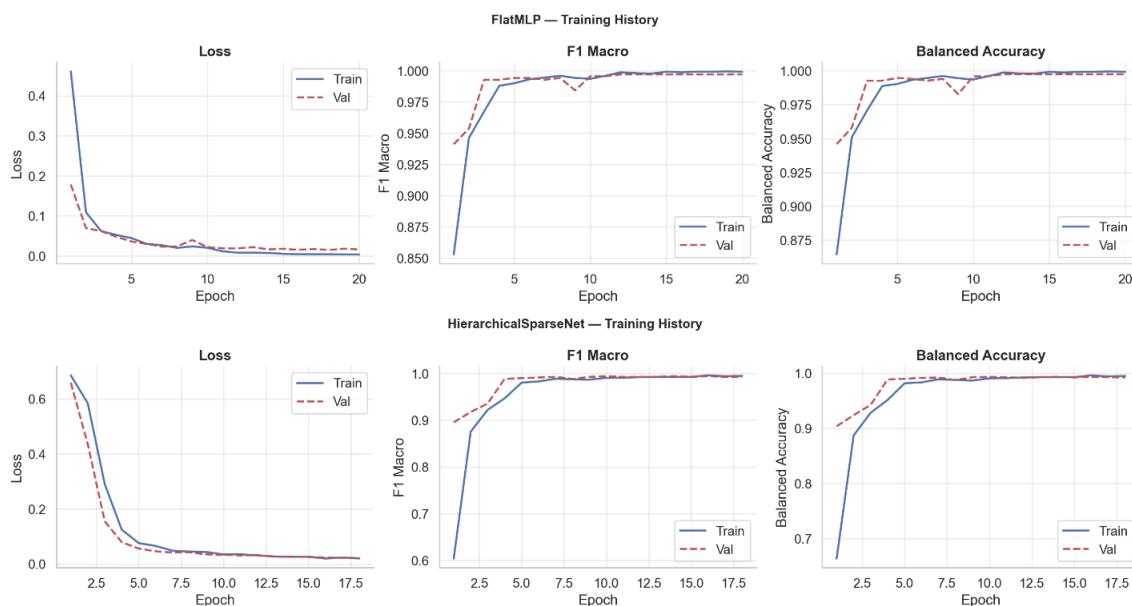 FlatMLP — Training History
Loss
F1 Macro
Balanced Accuracy
Train
Val
Train
Val
Train
Val
0.4
0.3
0.2
0.1
0.0
1.000
0.975
0.950
0.925
0.900
0.875
0.850
1.000
0.975
0.950
0.925
0.900
0.875
Loss
F1 Macro
Balanced Accuracy
5 10 15 20
5 10 15 20
5 10 15 20
Epoch
Epoch
Epoch
HierarchicalSparseNet — Training History
Loss
F1 Macro
Balanced Accuracy
Train
Val
Train
Val
Train
Val
0.6
0.4
0.2
0.0
1.0
0.9
0.8
0.7
0.6
1.0
0.9
0.8
0.7
Loss
F1 Macro
Balanced Accuracy
2.5 5.0 7.5 10.0 12.5 15.0 17.5
2.5 5.0 7.5 10.0 12.5 15.0 17.5
2.5 5.0 7.5 10.0 12.5 15.0 17.5
Epoch
Epoch
Epoch